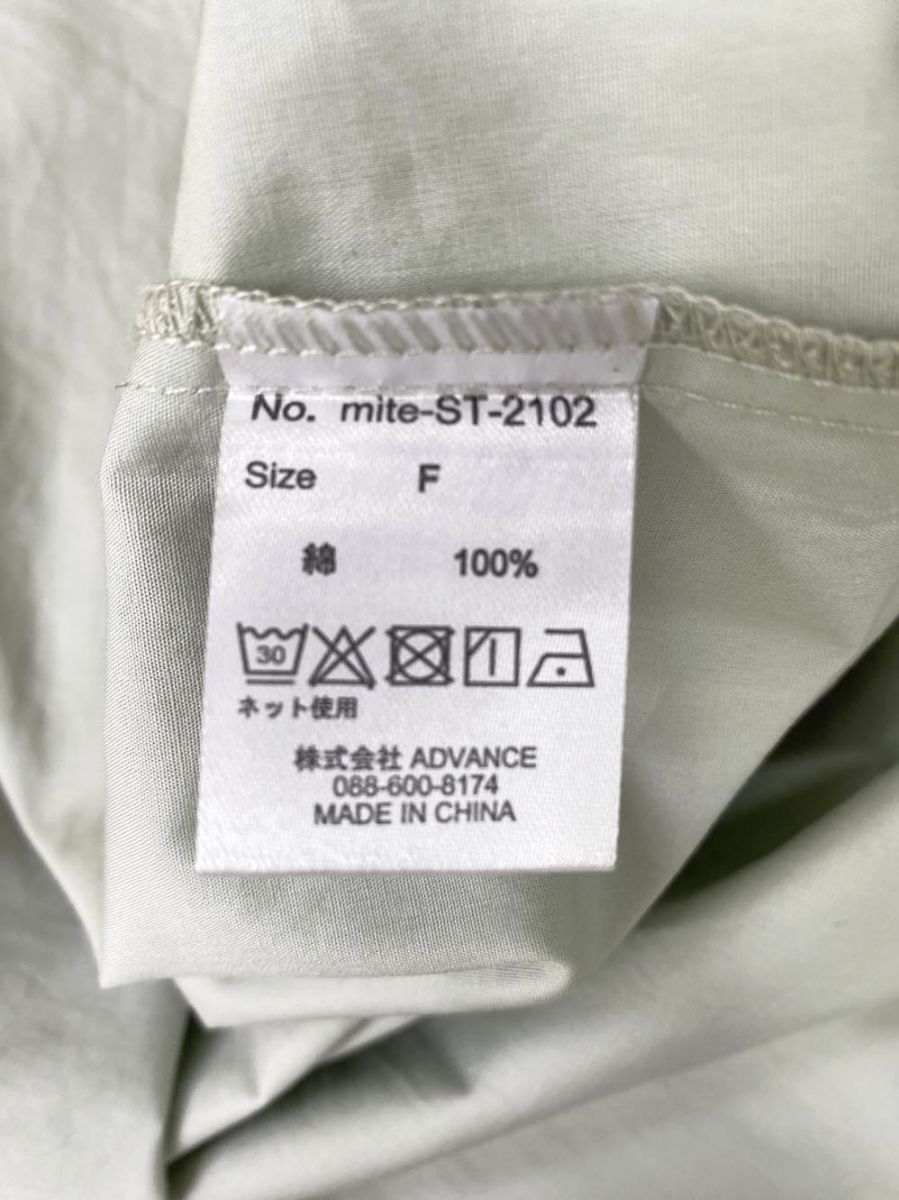 No. mite-ST-2102
Size F
綿 100%
30
ネット使用
株式会社 ADVANCE
088-600-8174
MADE IN CHINA